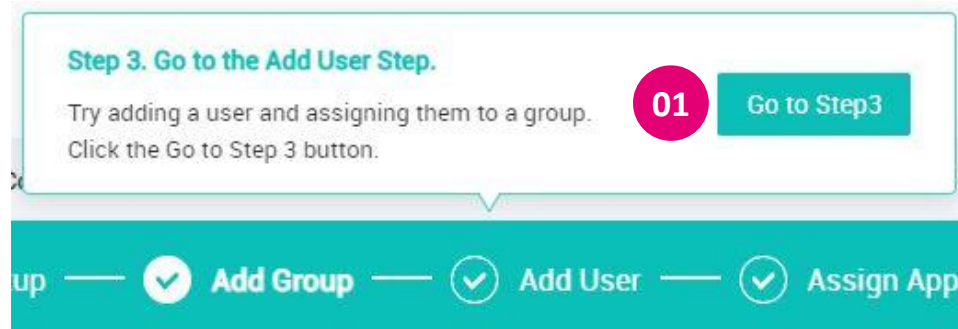 Step 3. Go to the Add User Step.
Try adding a user and assigning them to a group.
Click the Go to Step 3 button.
01
Go to Step3
up
Add Group
Add User
Assign App